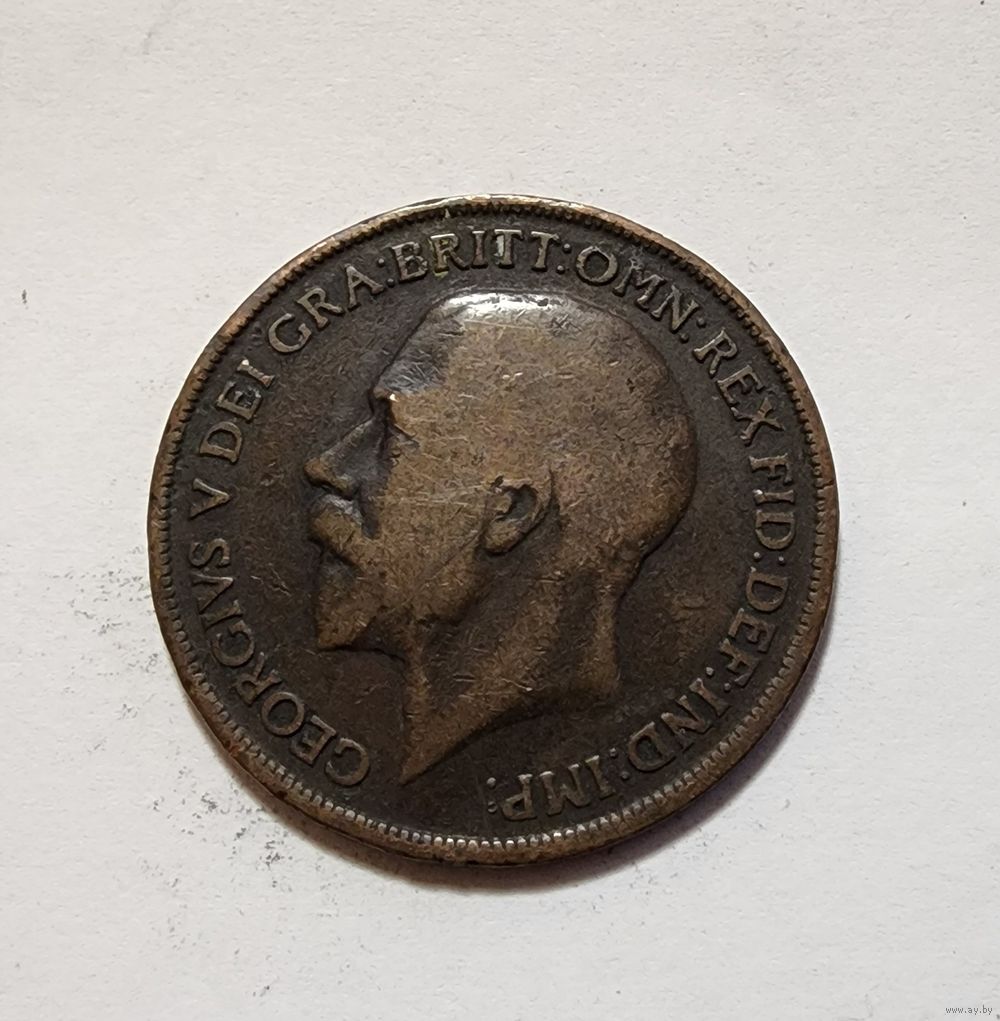 GEORGIVS V DEI GRA:BRITT:OMN:REX FID:DEF:IND:IMP:
www.ay.by